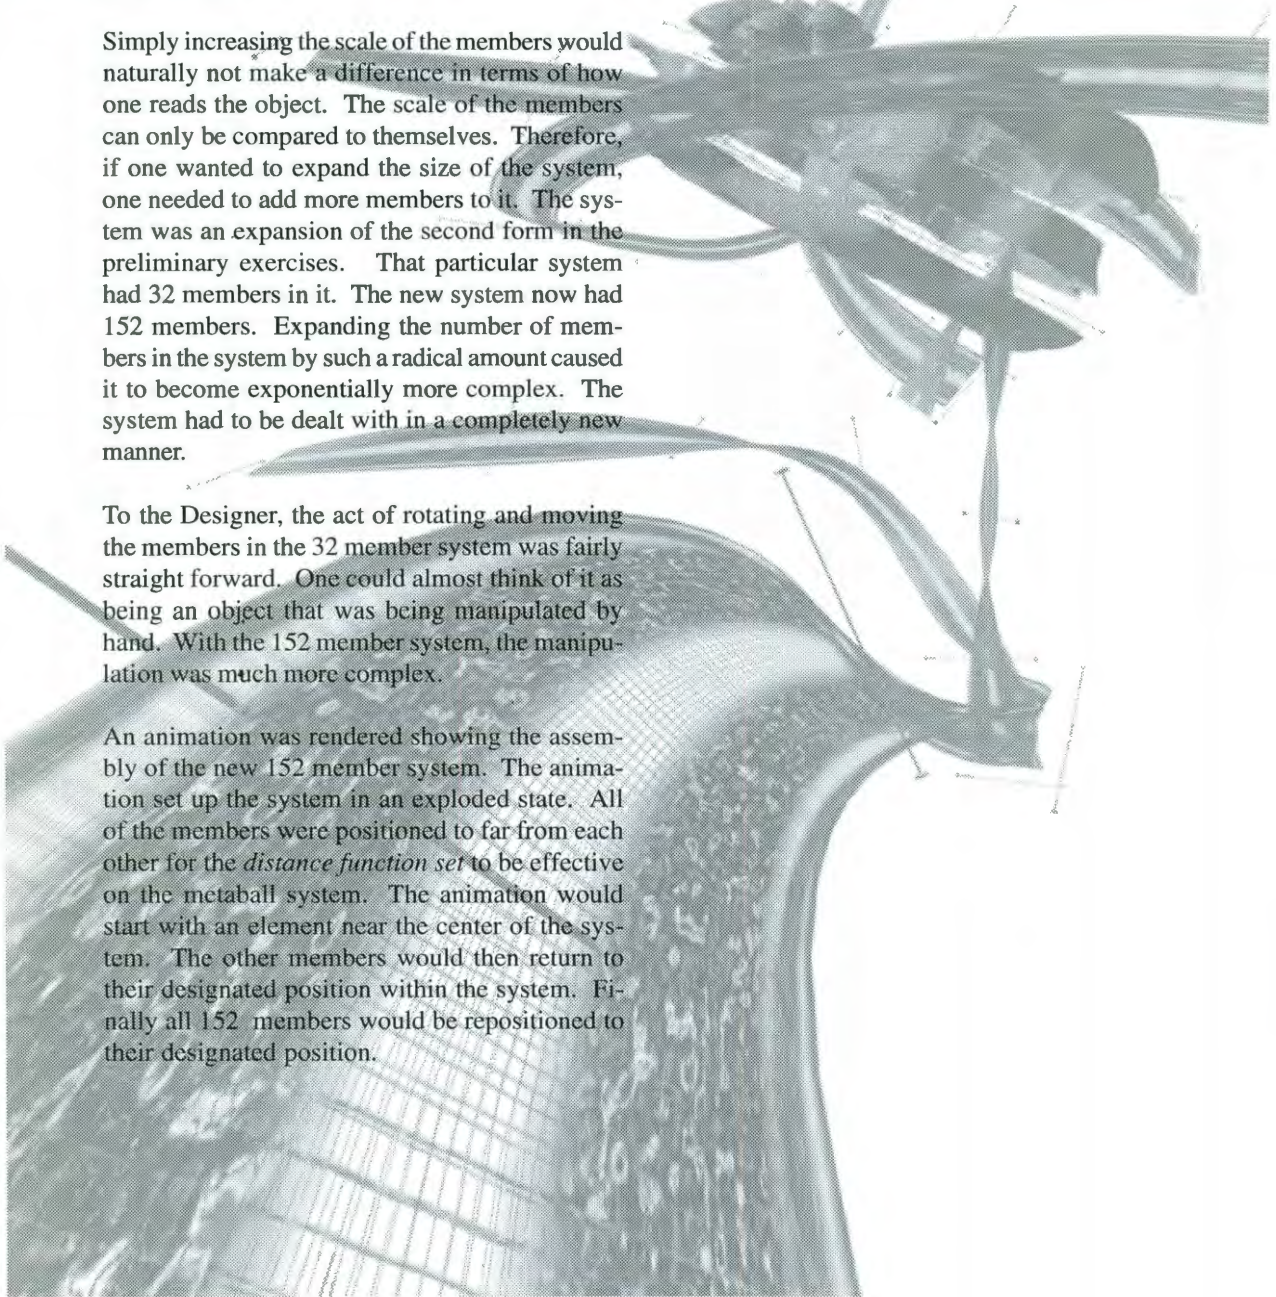 Simply increasing the scale of the members would
naturally not make a difference in terms of how
one reads the object. The scale of the members
can only be compared to themselves. Therefore,
if one wanted to expand the size of the system,
one needed to add more members to it. The sys-
tem was an expansion of the second form in the
preliminary exercises. That particular system
had 32 members in it. The new system now had
152 members. Expanding the number of mem-
bers in the system by such a radical amount caused
it to become exponentially more complex. The
system had to be dealt with in a completely new
manner.
To the Designer, the act of rotating and moving
the members in the 32 member system was fairly
straight forward. One could almost think of it as
being an object that was being manipulated by
hand. With the 152 member system, the manipu-
lation was much more complex.
An animation was rendered showing the assem-
bly of the new 152 member system. The anima-
tion set up the system in an exploded state. All
of the members were positioned to far from each
other for the distance function set to be effective
on the metaball system. The animation would
start with an element near the center of the sys-
tem. The other members would then return to
their designated position within the system. Fi-
nally all 152 members would be repositioned to
their designated position.